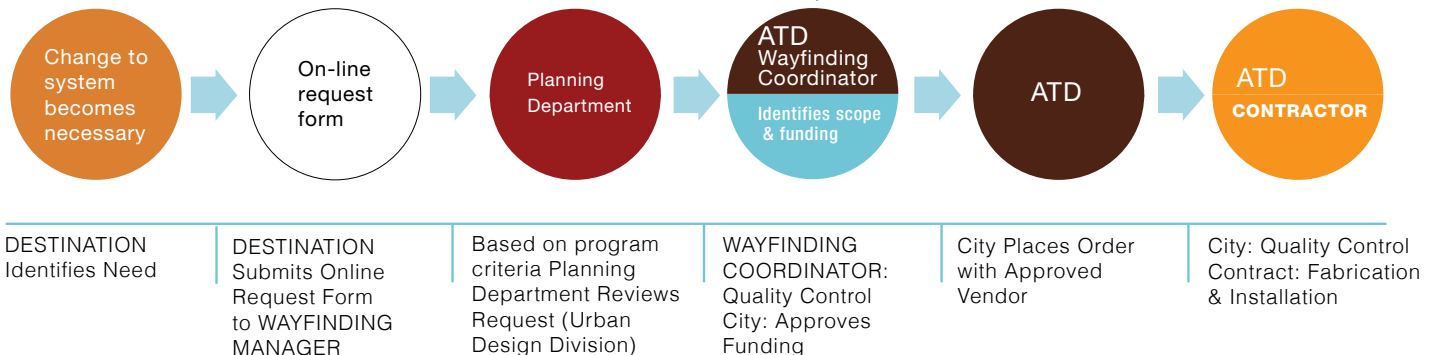 Change to
system
becomes
necessary
On-line
request
form
Planning
Department
ATD
Wayfinding
Coordinator
Identifies scope
& funding
ATD
ATD
CONTRACTOR
DESTINATION
Identifies Need
DESTINATION
Submits Online
Request Form
to WAYFINDING
MANAGER
Based on program
criteria Planning
Department Reviews
Request (Urban
Design Division)
WAYFINDING
COORDINATOR:
Quality Control
City: Approves
Funding
City Places Order
with Approved
Vendor
City: Quality Control
Contract: Fabrication
& Installation